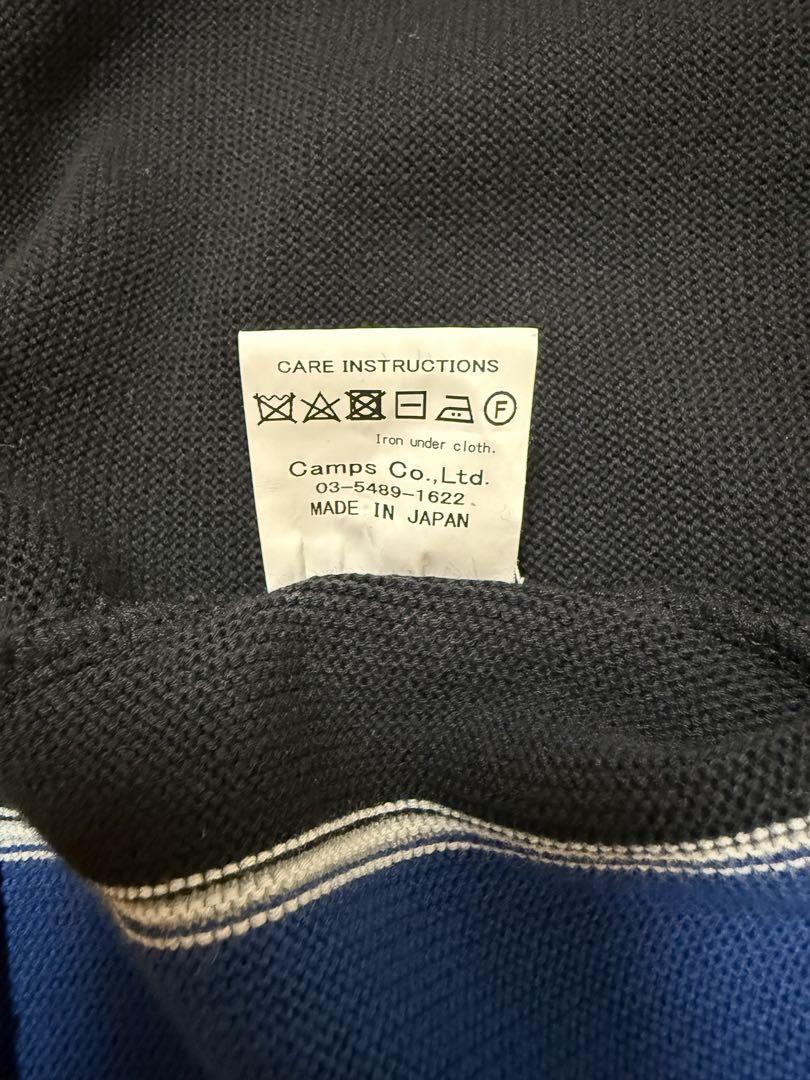 CARE INSTRUCTIONS
F
Iron under cloth.
Camps Co.,Ltd.
03-5489-1622
MADE IN JAPAN